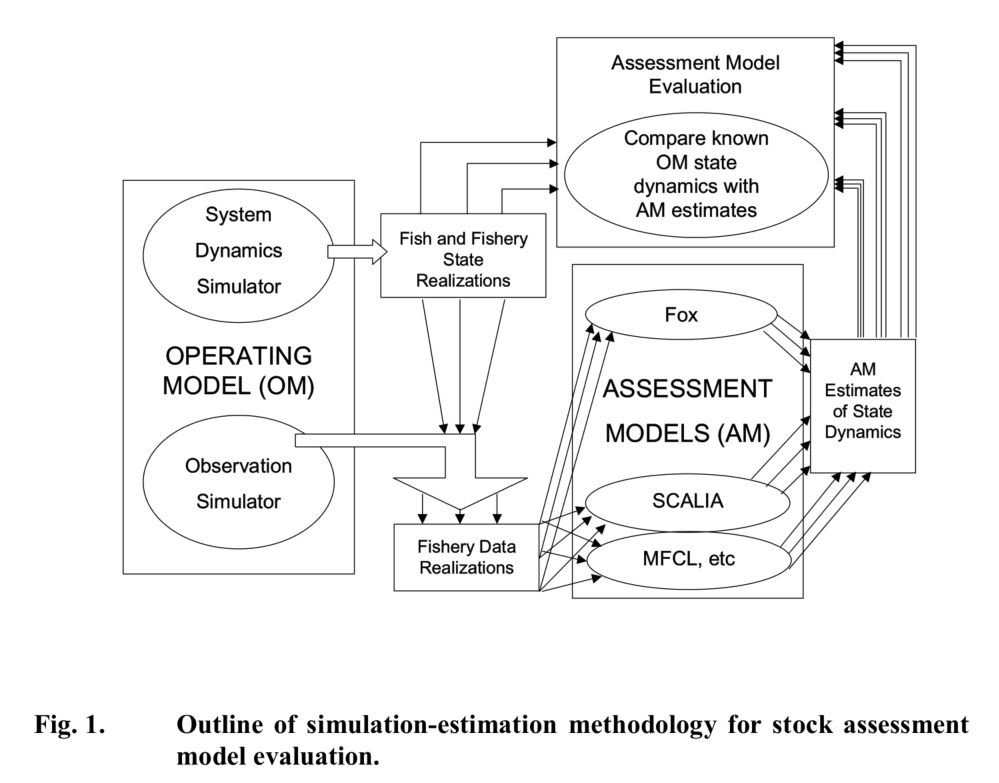 Assessment Model
Evaluation
Compare known
OM state
dynamics with
AM estimates
System
Dynamics
Simulator
Fish and Fishery
State
Realizations
OPERATING
MODEL (OM)
Observation
Simulator
Fishery Data
Realizations
Fox
ASSESSMENT
MODELS (AM)
SCALIA
MFCL, etc
AM
Estimates
of State
Dynamics
Fig. 1. Outline of simulation-estimation methodology for stock assessment
model evaluation.